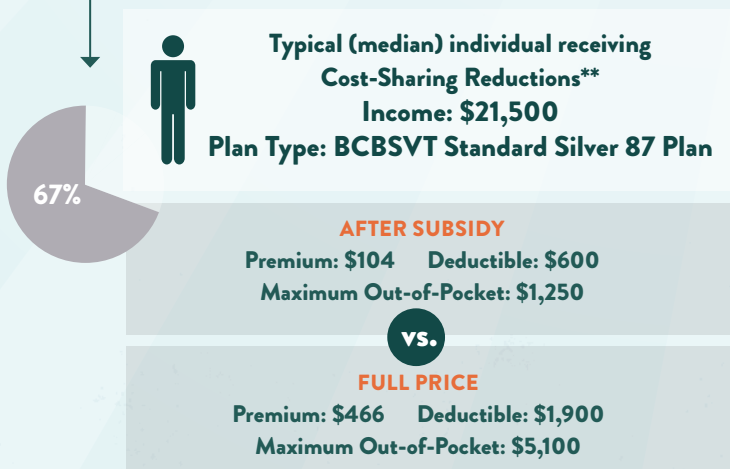 Typical (median) individual receiving
Cost-Sharing Reductions**
Income: $21,500
Plan Type: BCBSVT Standard Silver 87 Plan
67%
AFTER SUBSIDY
Premium: $104 Deductible: $600
Maximum Out-of-Pocket: $1,250
vs.
FULL PRICE
Premium: $466 Deductible: $1,900
Maximum Out-of-Pocket: $5,100